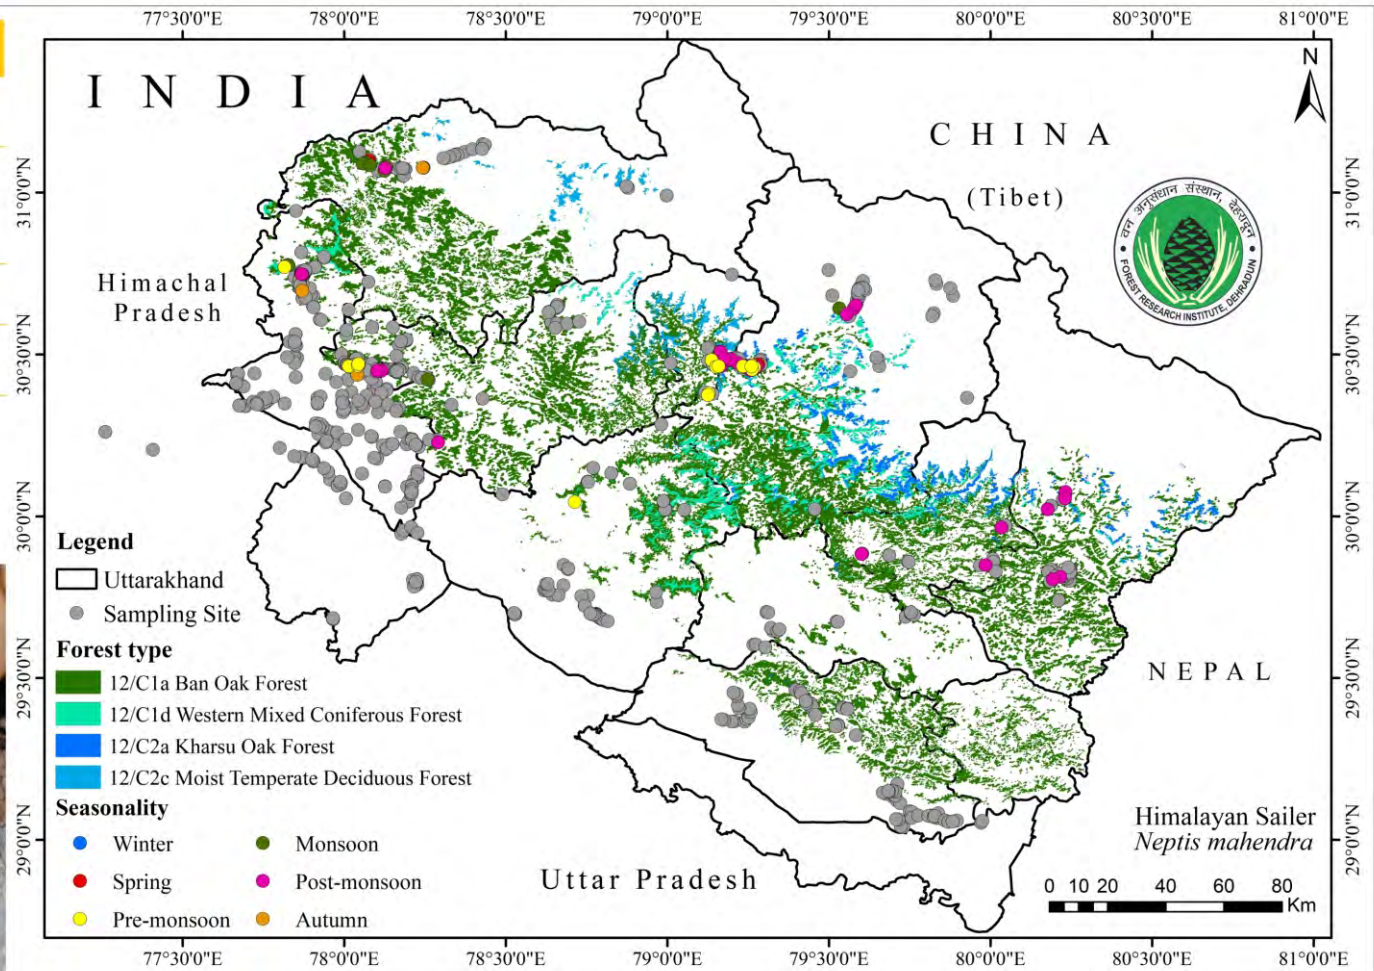 77°30'0"E 78°0'0"E 78°30'0"E 79°0'0"E 79°30'0"E 80°0'0"E 80°30'0"E 81°0'0"E
INDIA
N
CHINA
(Tibet)
वन अनुसंधान संस्थान, देहरादून
FOREST RESEARCH INSTITUTE, DEHRADUN
31°0'0"N
31°0'0"N
Himachal
Pradesh
30°30'0"N
30°30'0"N
30°0'0"N
30°0'0"N
Legend
Uttarakhand
Sampling Site
Forest type
12/C1a Ban Oak Forest
12/C1d Western Mixed Coniferous Forest
12/C2a Kharsu Oak Forest
12/C2c Moist Temperate Deciduous Forest
Seasonality
Winter
Monsoon
Spring
Post-monsoon
Pre-monsoon
Autumn
29°30'0"N
29°30'0"N
29°0'0"N
29°0'0"N
NEPAL
Uttar Pradesh
Himalayan Sailer
Neptis mahendra
0 10 20 40 60 80
Km
77°30'0"E 78°0'0"E 78°30'0"E 79°0'0"E 79°30'0"E 80°0'0"E 80°30'0"E 81°0'0"E